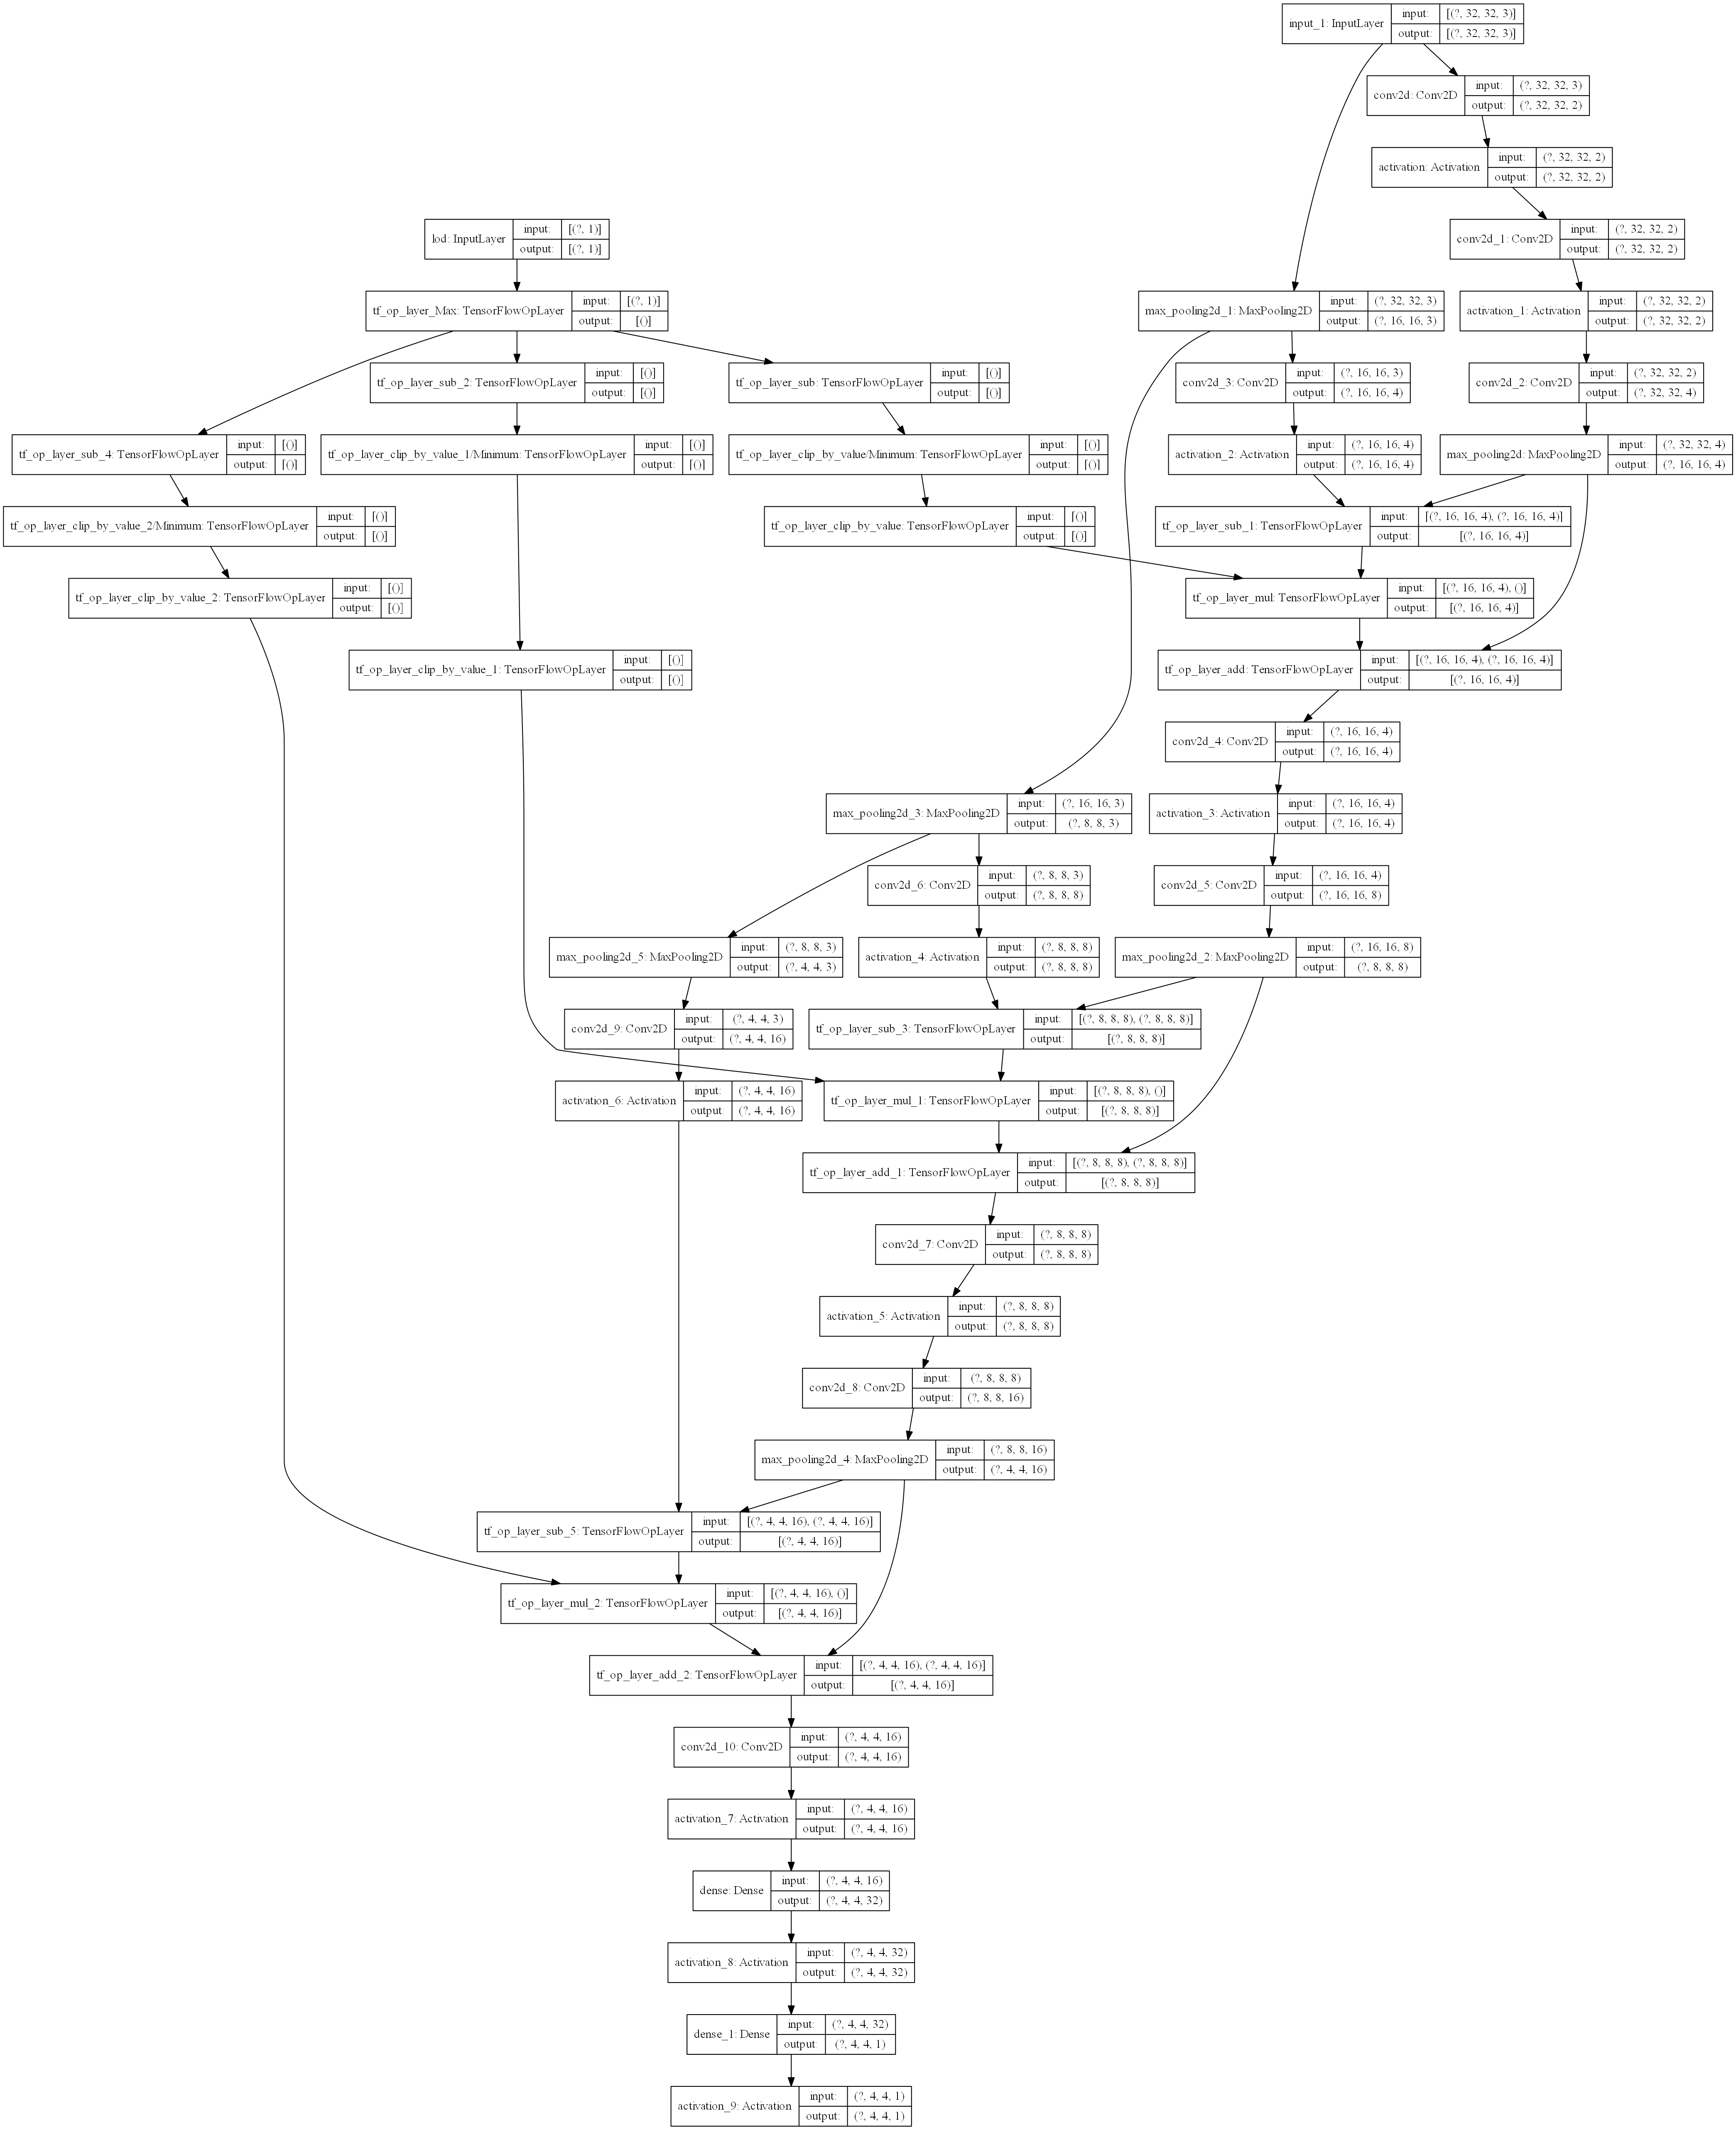 input_1: InputLayer input: [(?, 32, 32, 3)]
output: [(?, 32, 32, 3)]
conv2d: Conv2D input: (?, 32, 32, 3)
output: (?, 32, 32, 2)
activation: Activation input: (?, 32, 32, 2)
output: (?, 32, 32, 2)
lod: InputLayer input: [(?, 1)]
output: [(?, 1)]
conv2d_1: Conv2D input: (?, 32, 32, 2)
output: (?, 32, 32, 2)
tf_op_layer_Max: TensorFlowOpLayer input: [(?, 1)]
output: [()]
max_pooling2d_1: MaxPooling2D input: (?, 32, 32, 3)
output: (?, 16, 16, 3)
activation_1: Activation input: (?, 32, 32, 2)
output: (?, 32, 32, 2)
tf_op_layer_sub_2: TensorFlowOpLayer input: [()]
output: [()]
tf_op_layer_sub: TensorFlowOpLayer input: [()]
output: [()]
conv2d_3: Conv2D input: (?, 16, 16, 3)
output: (?, 16, 16, 4)
conv2d_2: Conv2D input: (?, 32, 32, 2)
output: (?, 32, 32, 4)
tf_op_layer_sub_4: TensorFlowOpLayer input: [()]
output: [()]
tf_op_layer_clip_by_value_1/Minimum: TensorFlowOpLayer input: [()]
output: [()]
tf_op_layer_clip_by_value/Minimum: TensorFlowOpLayer input: [()]
output: [()]
activation_2: Activation input: (?, 16, 16, 4)
output: (?, 16, 16, 4)
max_pooling2d: MaxPooling2D input: (?, 32, 32, 4)
output: (?, 16, 16, 4)
tf_op_layer_clip_by_value_2/Minimum: TensorFlowOpLayer input: [()]
output: [()]
tf_op_layer_clip_by_value: TensorFlowOpLayer input: [()]
output: [()]
tf_op_layer_sub_1: TensorFlowOpLayer input: [(?, 16, 16, 4), (?, 16, 16, 4)]
output: [(?, 16, 16, 4)]
tf_op_layer_clip_by_value_2: TensorFlowOpLayer input: [()]
output: [()]
tf_op_layer_mul: TensorFlowOpLayer input: [(?, 16, 16, 4), ()]
output: [(?, 16, 16, 4)]
tf_op_layer_clip_by_value_1: TensorFlowOpLayer input: [()]
output: [()]
tf_op_layer_add: TensorFlowOpLayer input: [(?, 16, 16, 4), (?, 16, 16, 4)]
output: [(?, 16, 16, 4)]
conv2d_4: Conv2D input: (?, 16, 16, 4)
output: (?, 16, 16, 4)
max_pooling2d_3: MaxPooling2D input: (?, 16, 16, 3)
output: (?, 8, 8, 3)
activation_3: Activation input: (?, 16, 16, 4)
output: (?, 16, 16, 4)
conv2d_6: Conv2D input: (?, 8, 8, 3)
output: (?, 8, 8, 8)
conv2d_5: Conv2D input: (?, 16, 16, 4)
output: (?, 16, 16, 8)
max_pooling2d_5: MaxPooling2D input: (?, 8, 8, 3)
output: (?, 4, 4, 3)
activation_4: Activation input: (?, 8, 8, 8)
output: (?, 8, 8, 8)
max_pooling2d_2: MaxPooling2D input: (?, 16, 16, 8)
output: (?, 8, 8, 8)
conv2d_9: Conv2D input: (?, 4, 4, 3)
output: (?, 4, 4, 16)
tf_op_layer_sub_3: TensorFlowOpLayer input: [(?, 8, 8, 8), (?, 8, 8, 8)]
output: [(?, 8, 8, 8)]
activation_6: Activation input: (?, 4, 4, 16)
output: (?, 4, 4, 16)
tf_op_layer_mul_1: TensorFlowOpLayer input: [(?, 8, 8, 8), ()]
output: [(?, 8, 8, 8)]
tf_op_layer_add_1: TensorFlowOpLayer input: [(?, 8, 8, 8), (?, 8, 8, 8)]
output: [(?, 8, 8, 8)]
conv2d_7: Conv2D input: (?, 8, 8, 8)
output: (?, 8, 8, 8)
activation_5: Activation input: (?, 8, 8, 8)
output: (?, 8, 8, 8)
conv2d_8: Conv2D input: (?, 8, 8, 8)
output: (?, 8, 8, 16)
max_pooling2d_4: MaxPooling2D input: (?, 8, 8, 16)
output: (?, 4, 4, 16)
tf_op_layer_sub_5: TensorFlowOpLayer input: [(?, 4, 4, 16), (?, 4, 4, 16)]
output: [(?, 4, 4, 16)]
tf_op_layer_mul_2: TensorFlowOpLayer input: [(?, 4, 4, 16), ()]
output: [(?, 4, 4, 16)]
tf_op_layer_add_2: TensorFlowOpLayer input: [(?, 4, 4, 16), (?, 4, 4, 16)]
output: [(?, 4, 4, 16)]
conv2d_10: Conv2D input: (?, 4, 4, 16)
output: (?, 4, 4, 16)
activation_7: Activation input: (?, 4, 4, 16)
output: (?, 4, 4, 16)
dense: Dense input: (?, 4, 4, 16)
output: (?, 4, 4, 32)
activation_8: Activation input: (?, 4, 4, 32)
output: (?, 4, 4, 32)
dense_1: Dense input: (?, 4, 4, 32)
output: (?, 4, 4, 1)
activation_9: Activation input: (?, 4, 4, 1)
output: (?, 4, 4, 1)